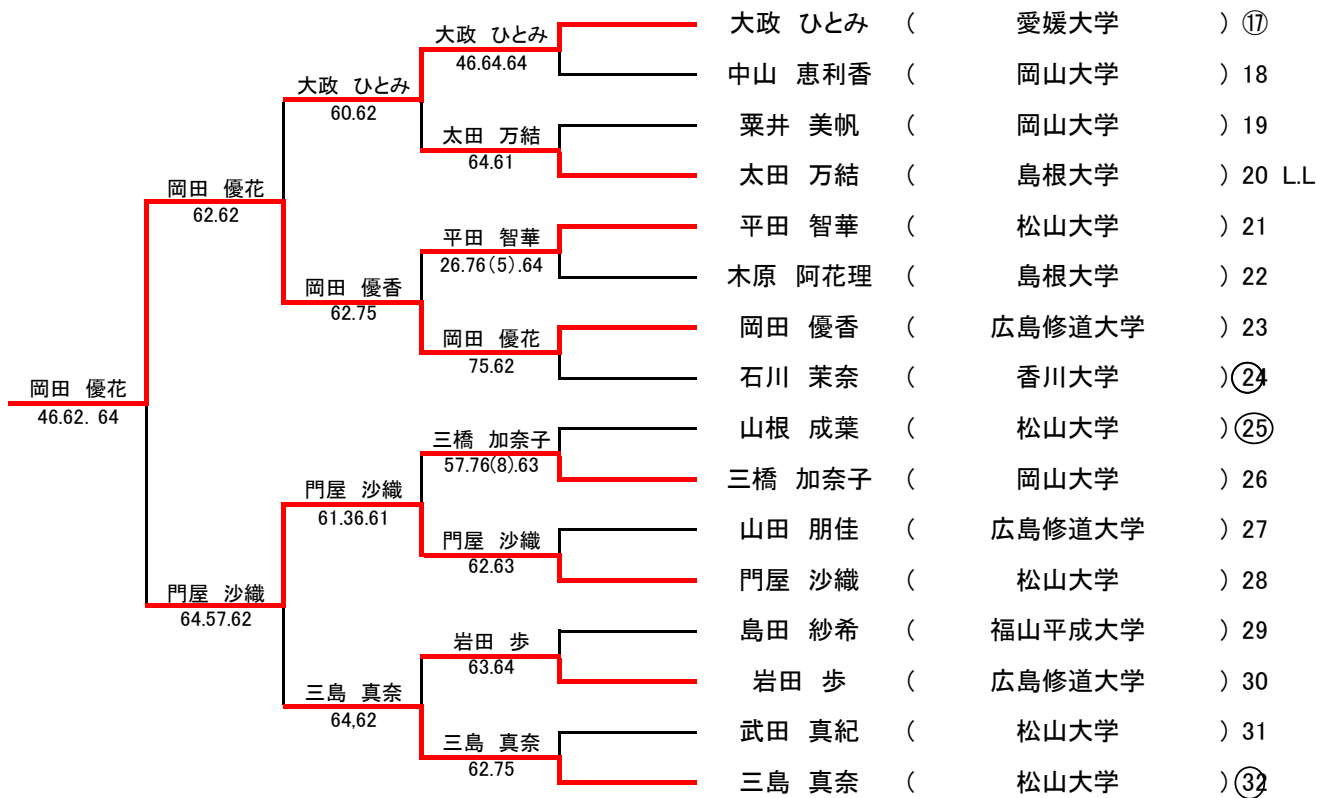 大政 ひとみ ( 愛媛大学 ) ⑰
中山 恵利香 ( 岡山大学 ) 18
粟井 美帆 ( 岡山大学 ) 19
太田 万結 ( 島根大学 ) 20 L.L
平田 智華 ( 松山大学 ) 21
木原 阿花理 ( 島根大学 ) 22
岡田 優香 ( 広島修道大学 ) 23
石川 茉奈 ( 香川大学 ) 24
山根 成葉 ( 松山大学 ) 25
三橋 加奈子 ( 岡山大学 ) 26
山田 朋佳 ( 広島修道大学 ) 27
門屋 沙織 ( 松山大学 ) 28
島田 紗希 ( 福山平成大学 ) 29
岩田 歩 ( 広島修道大学 ) 30
武田 真紀 ( 松山大学 ) 31
三島 真奈 ( 松山大学 ) 32
大政 ひとみ
46.64.64
太田 万結
64.61
平田 智華
26.76(5).64
岡田 優花
75.62
三橋 加奈子
57.76(8).63
門屋 沙織
62.63
岩田 歩
63.64
三島 真奈
62.75
大政 ひとみ
60.62
岡田 優香
62.75
門屋 沙織
61.36.61
三島 真奈
64,62
岡田 優花
62.62
門屋 沙織
64.57.62
岡田 優花
46.62. 64